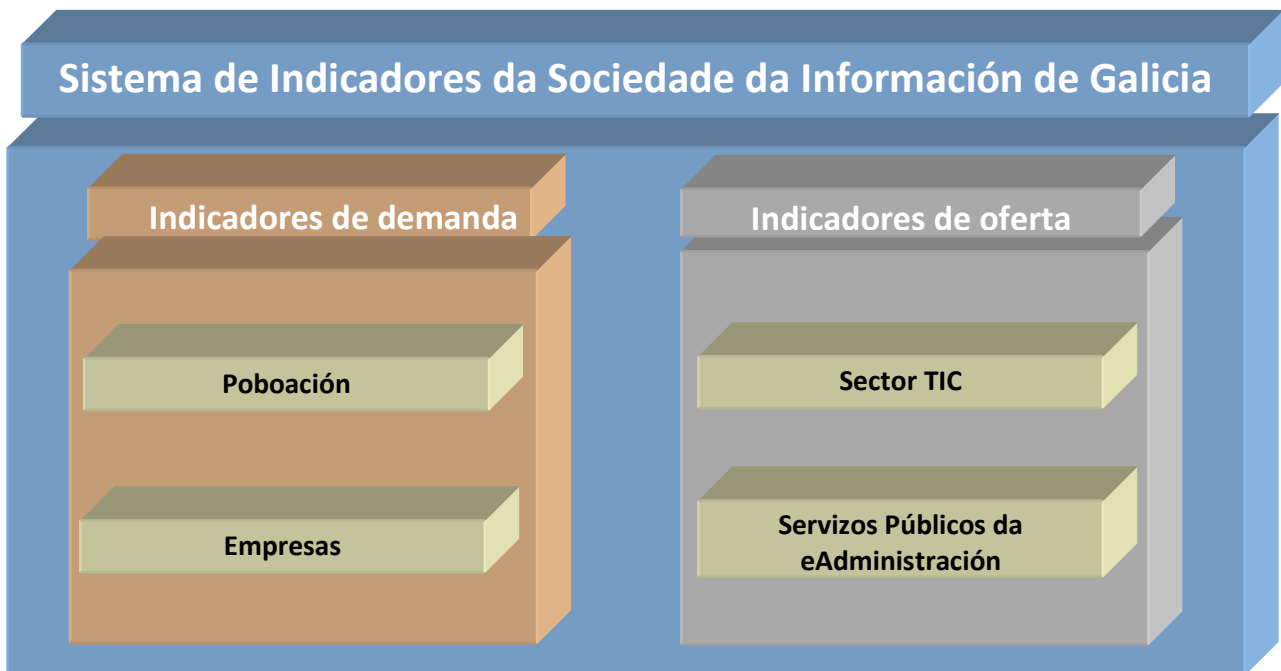 Sistema de Indicadores da Sociedade da Información de Galicia
Indicadores de demanda
Poboación
Empresas
Indicadores de oferta
Sector TIC
Servizos Públicos da
eAdministración